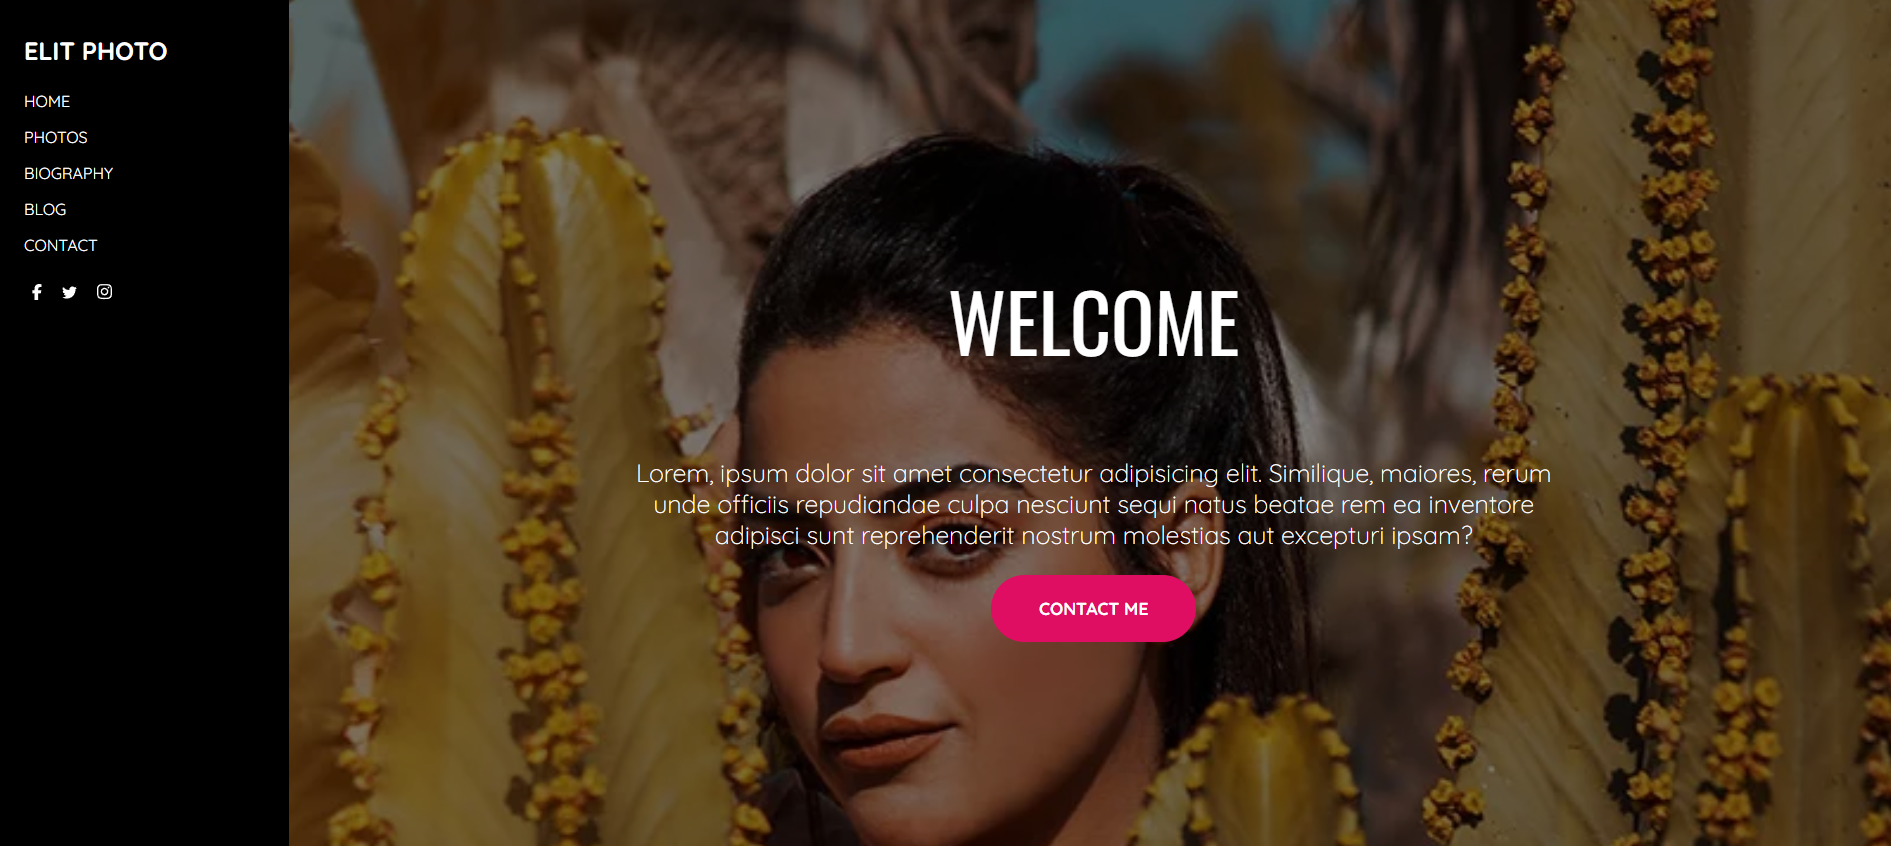 ELIT PHOTO
HOME
PHOTOS
BIOGRAPHY
BLOG
CONTACT
WELCOME
Lorem, ipsum dolor sit amet consectetur adipisicing elit. Similique, maiores, rerum
unde officiis repudiandae culpa nesciunt sequi natus beatae rem ea inventore
adipisci sunt reprehenderit nostrum molestias aut excepturi ipsam?
CONTACT ME